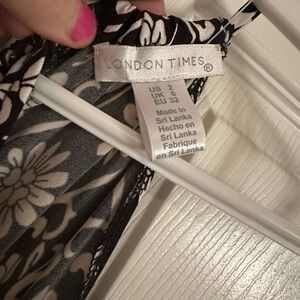 LONDON TIMES®
US 2
UK 6
EU 32
Made in
Sri Lanka
Hecho en
Sri Lanka
Fabrique
en Sri Lanka